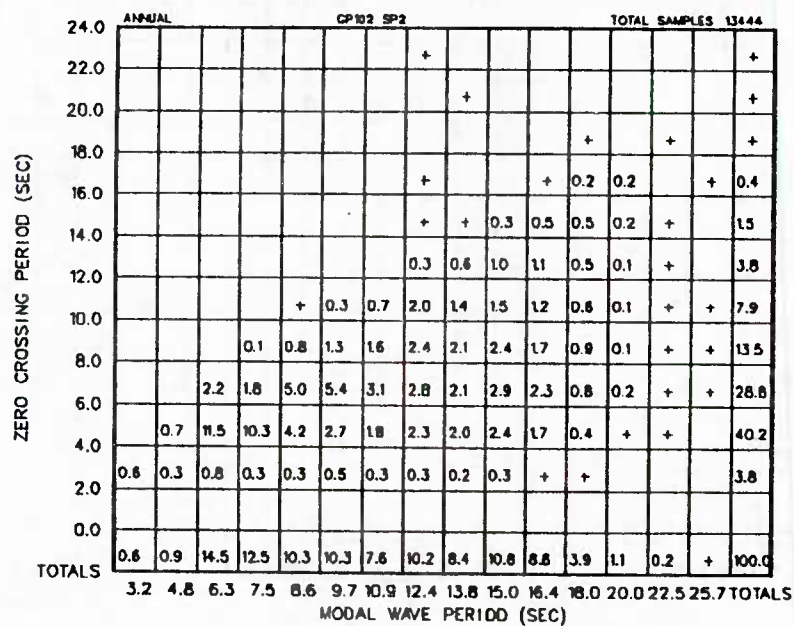 ANNUAL GP102 SP2 TOTAL SAMPLES 13444
24.0
+ +
22.0
+ +
20.0
+ + +
18.0
+ + 0.2 0.2 + 0.4
16.0
+ + 0.3 0.5 0.5 0.2 + 1.5
14.0
0.3 0.6 1.0 1.1 0.5 0.1 + 3.8
12.0
+ 0.3 0.7 2.0 1.4 1.5 1.2 0.6 0.1 + + 7.9
10.0
0.1 0.8 1.3 1.6 2.4 2.1 2.4 1.7 0.9 0.1 + + 13.5
8.0
2.2 1.8 5.0 5.4 3.1 2.8 2.1 2.9 2.3 0.8 0.2 + + 28.8
6.0
0.7 11.5 10.3 4.2 2.7 1.8 2.3 2.0 2.4 1.7 0.4 + + 40.2
4.0
0.6 0.3 0.8 0.3 0.3 0.5 0.3 0.3 0.2 0.3 + + 3.8
2.0
0.0
0.6 0.9 14.5 12.5 10.3 10.3 7.6 10.2 8.4 10.8 8.8 3.9 1.1 0.2 + 100.0
TOTALS
3.2 4.8 6.3 7.5 8.6 9.7 10.9 12.4 13.8 15.0 16.4 18.0 20.0 22.5 25.7 TOTALS
MODAL WAVE PERIOD (SEC)
ZERO CROSSING PERIOD (SEC)